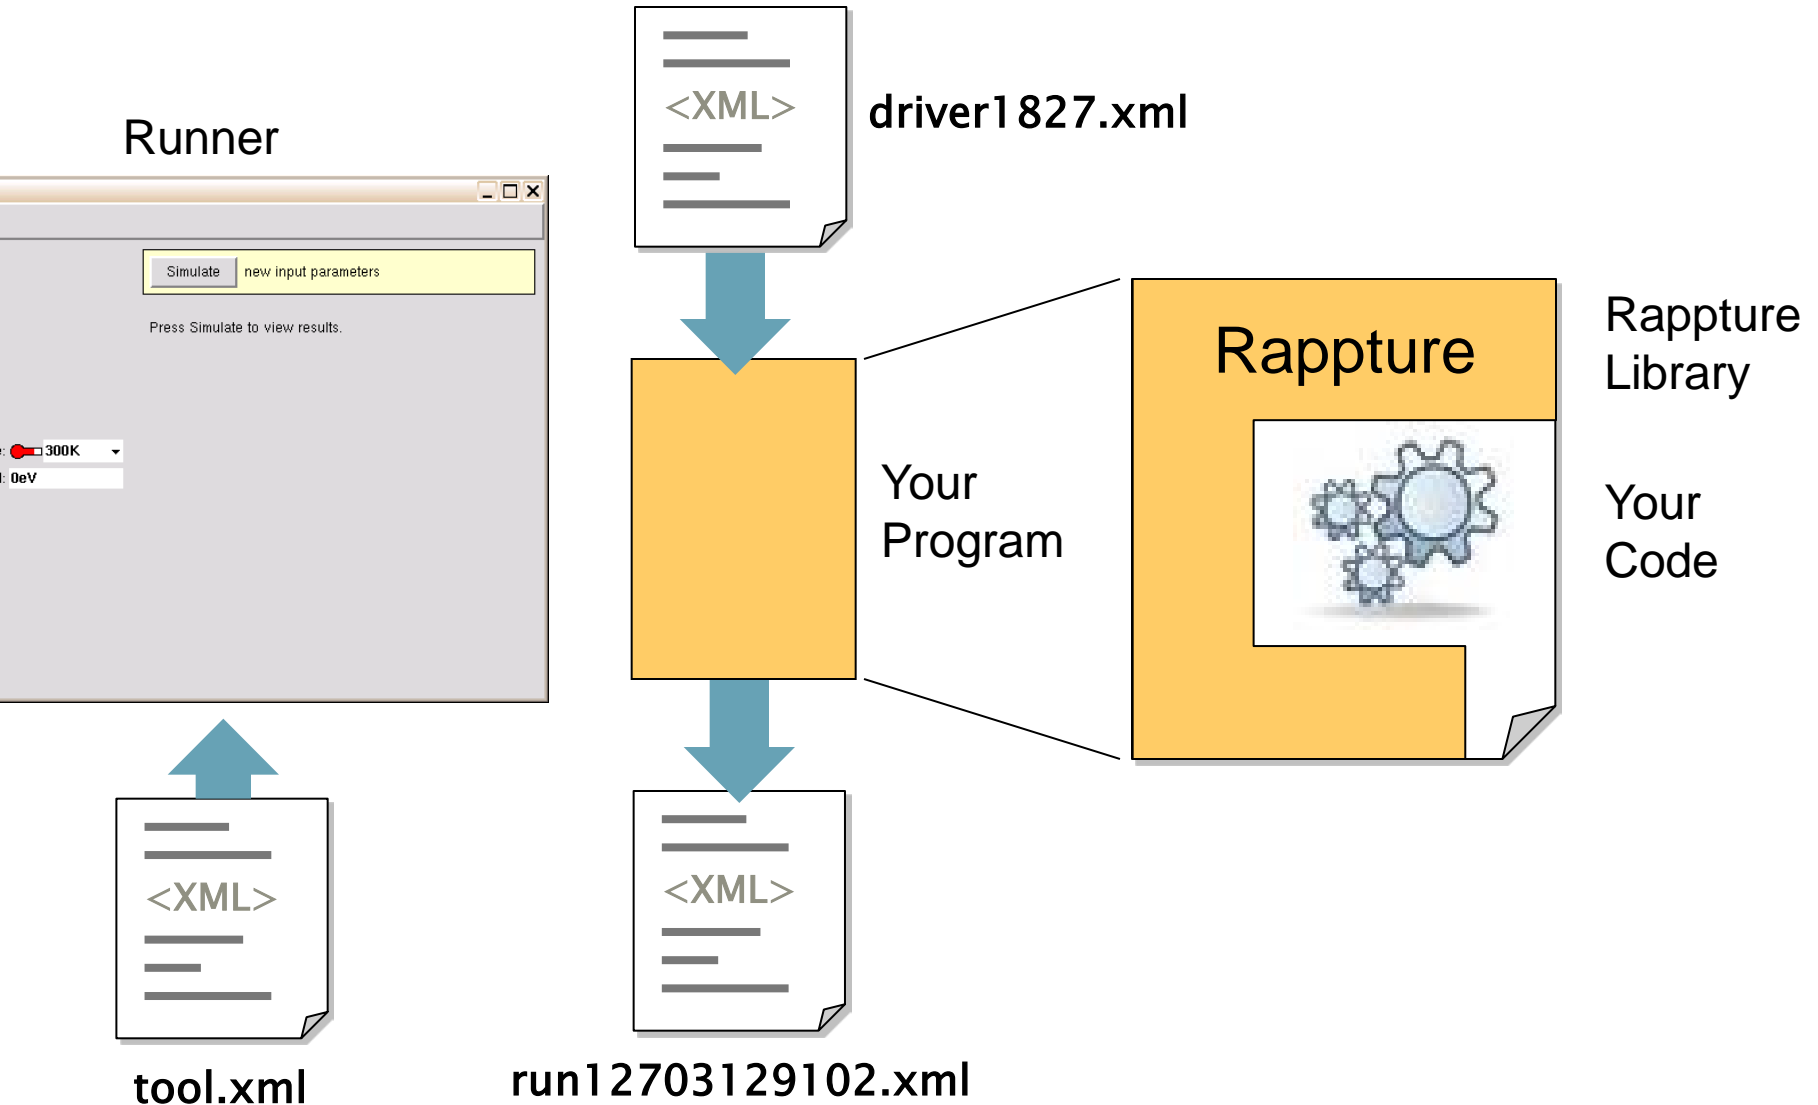 <XML>
driver1827.xml
Runner
Simulate
new input parameters
Press Simulate to view results.
Rappture
Rappture
Library
300K
0eV
Your
Program
Your
Code
<XML>
<XML>
tool.xml
run12703129102.xml